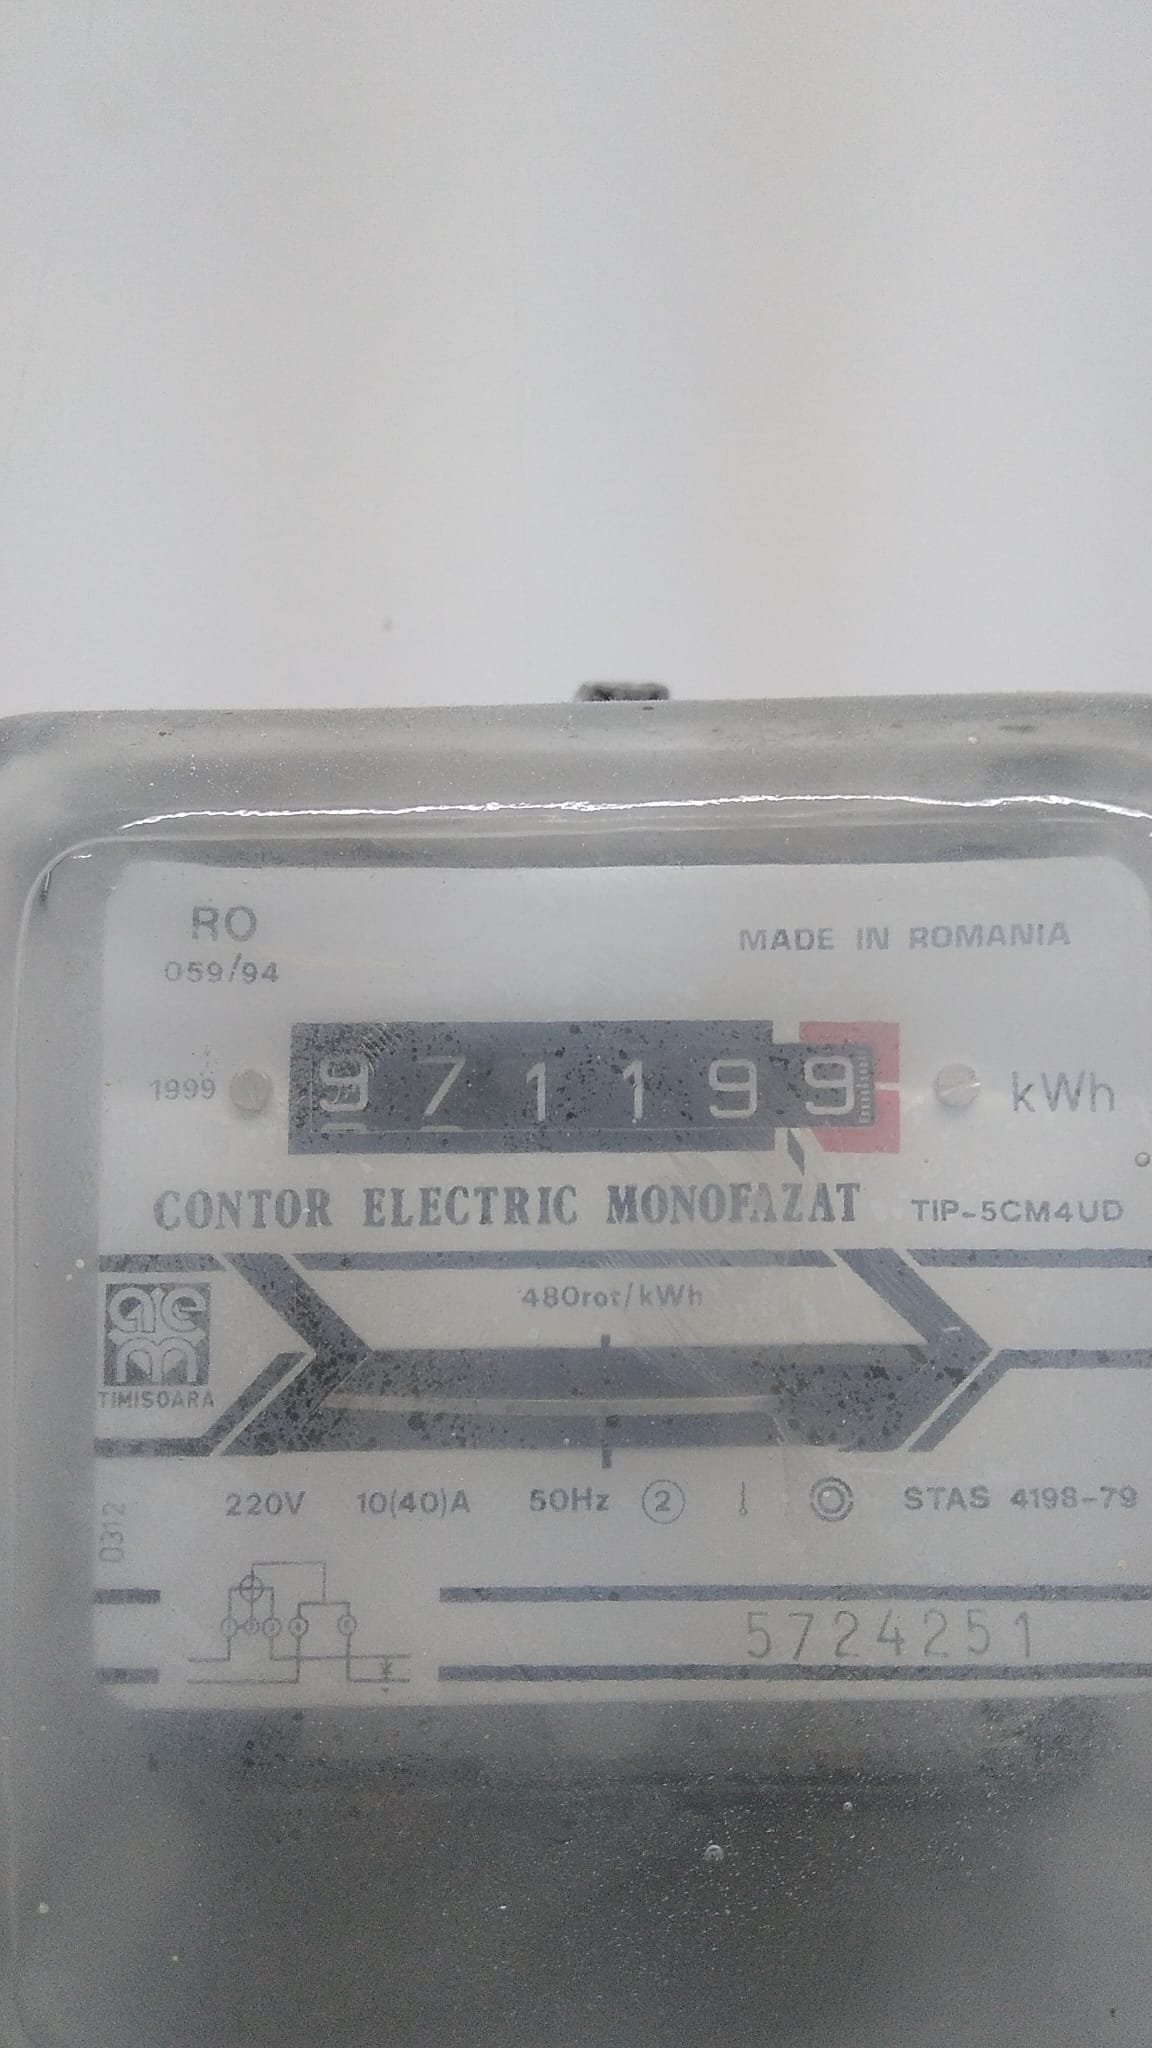 RO
059/94
MADE IN ROMANIA
1999
971199
kWh
CONTOR ELECTRIC MONOFAZAT TIP-5CM4UD
480rot/kWh
aem
TIMISOARA
220V 10(40)A 50Hz 2 STAS 4198-79
0312
5724251